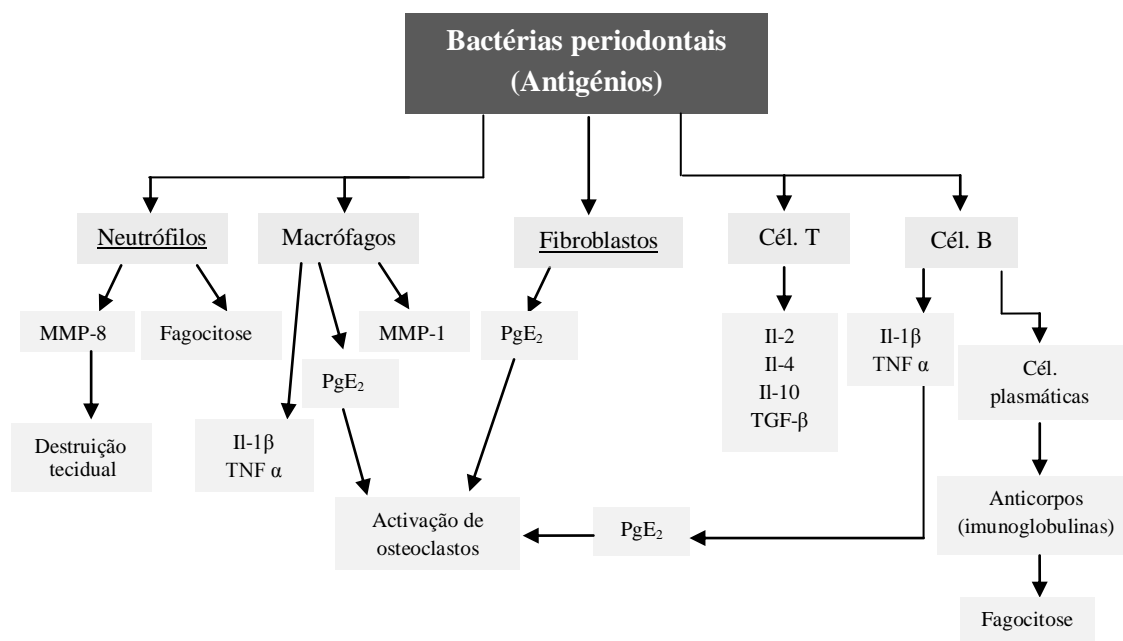 Bactérias periodontais
(Antigénios)
Neutrófilos
Macrófagos
Fibroblastos
Cél. T
Cél. B
MMP-8
Fagocitose
MMP-1
PgE₂
PgE₂
Il-2
Il-4
Il-10
TGF-β
Il-1β
TNF α
Cél.
plasmáticas
Destruição
tecidual
Il-1β
TNF α
Activação de
osteoclastos
PgE₂
Anticorpos
(imunoglobulinas)
Fagocitose